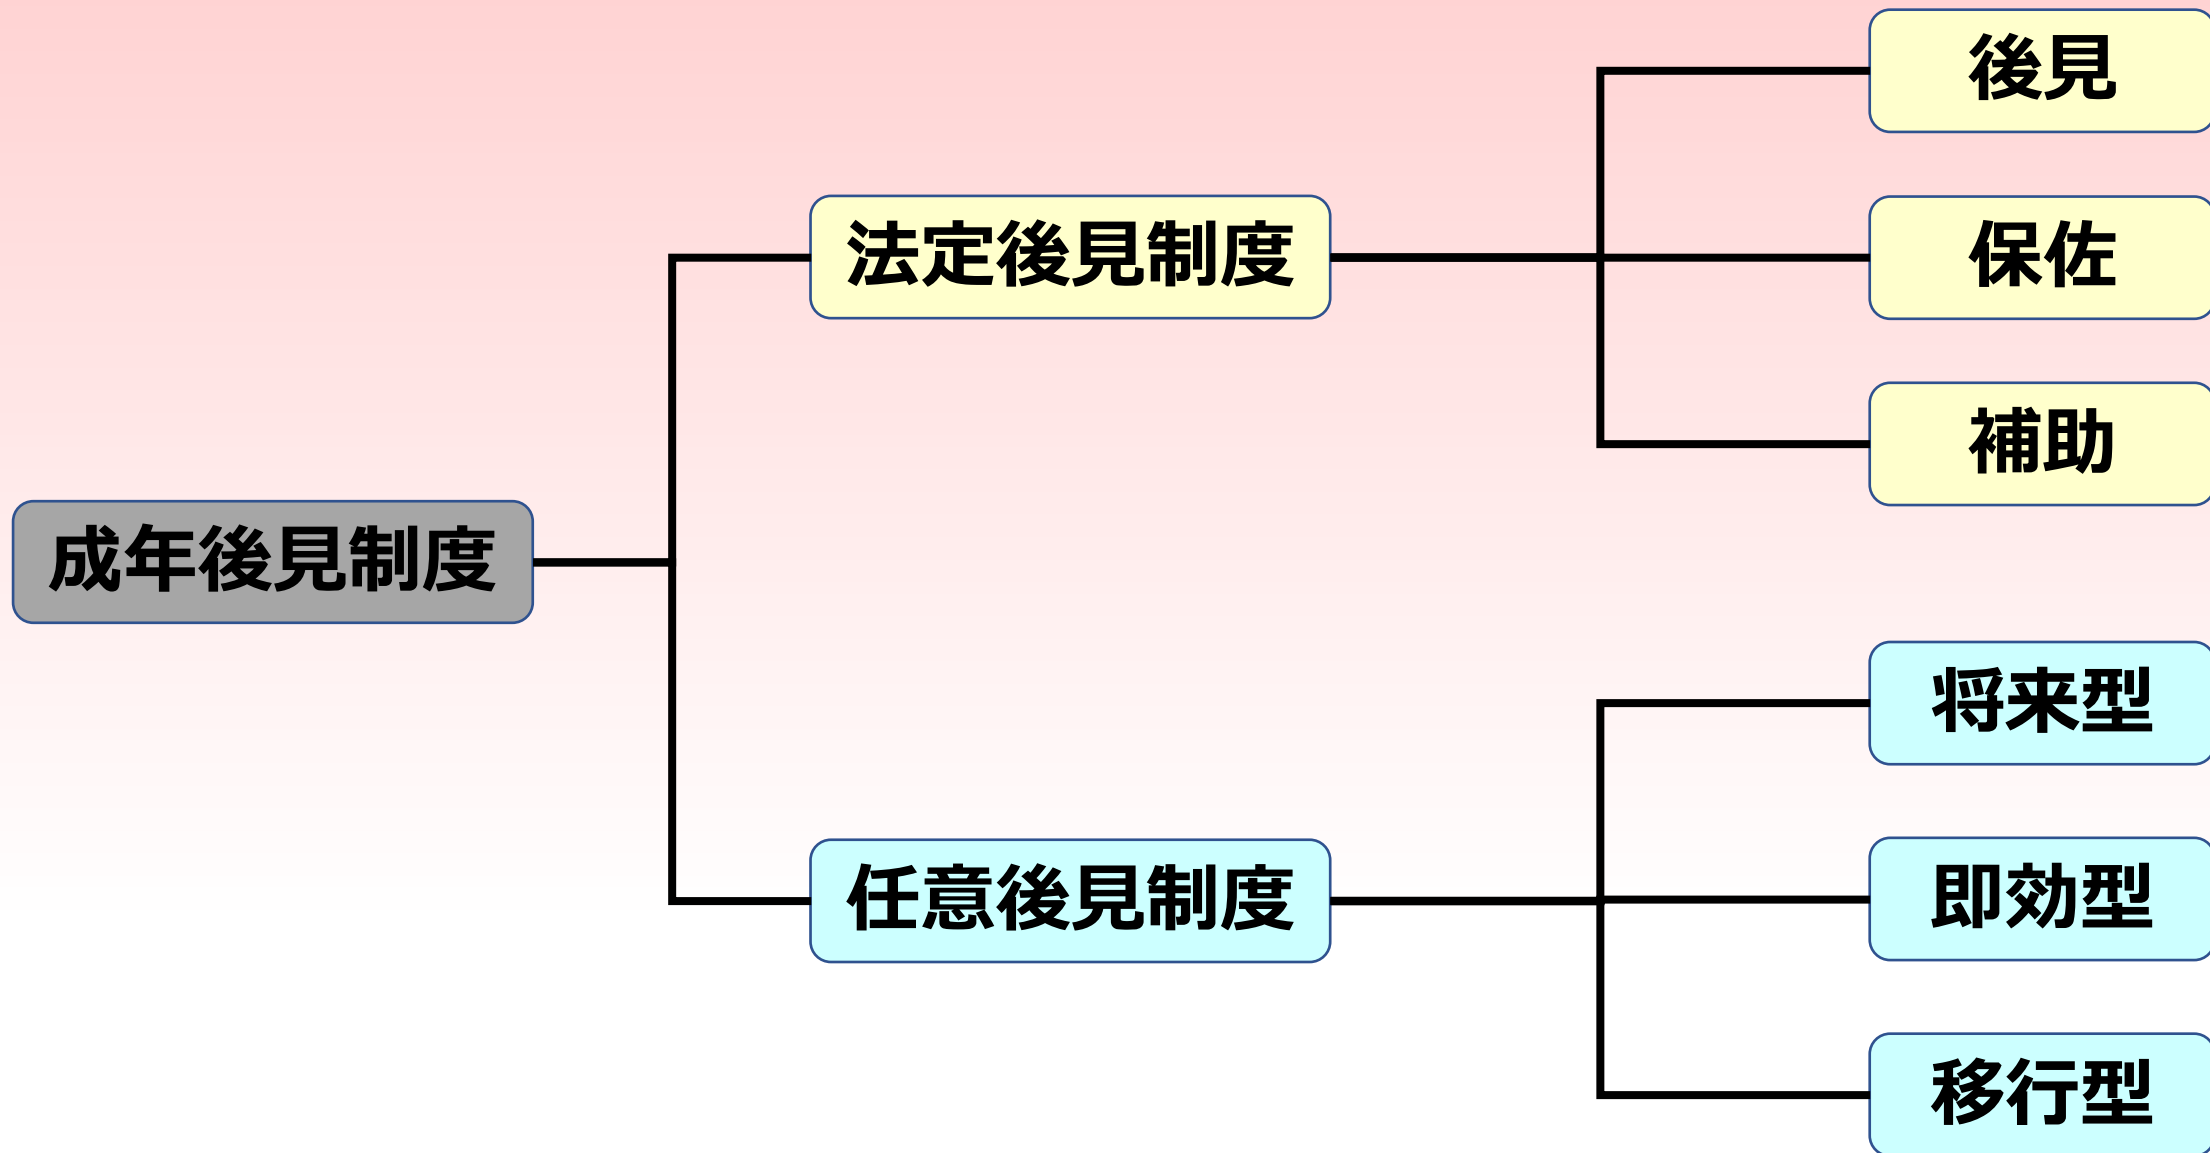 成年後見制度
法定後見制度
後見
保佐
補助
任意後見制度
将来型
即効型
移行型